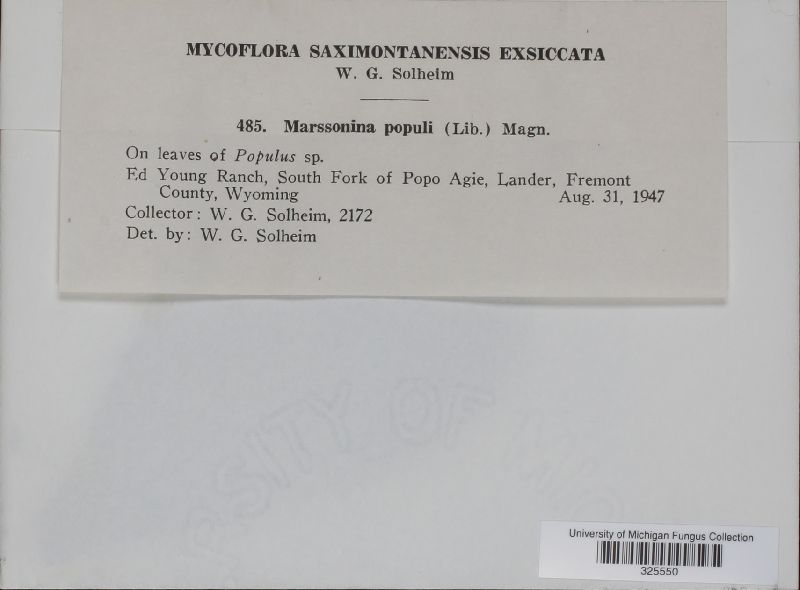 MYCOFLORA SAXIMONTANENSIS EXSICCATA
W. G. Solheim
485. Marssonina populi (Lib.) Magn.
On leaves of Populus sp.
Ed Young Ranch, South Fork of Popo Agie, Lander, Fremont
County, Wyoming Aug. 31, 1947
Collector: W. G. Solheim, 2172
Det. by: W. G. Solheim
SITY OF
University of Michigan Fungus Collection
325550